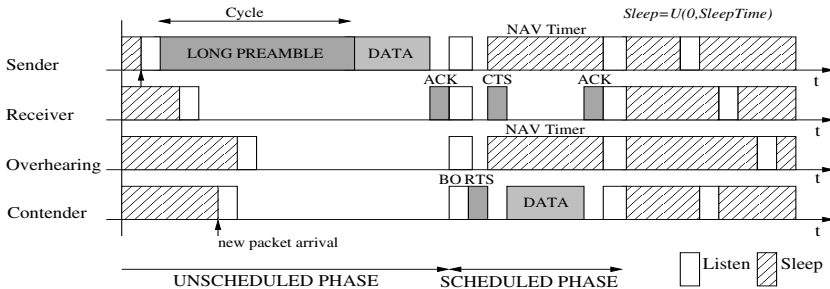 Cycle
Sleep=U(0,SleepTime)
NAV Timer
Sender
LONG PREAMBLE
DATA
t
ACK
CTS
ACK
Receiver
t
NAV Timer
Overhearing
t
BO RTS
Contender
DATA
t
new packet arrival
Listen
Sleep
UNSCHEDULED PHASE
SCHEDULED PHASE